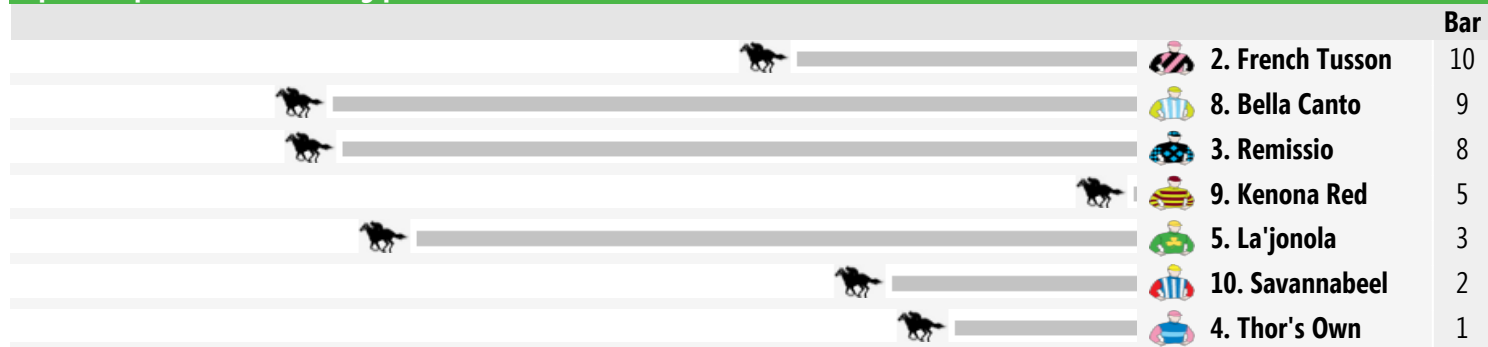 Bar
2. French Tusson 10
8. Bella Canto 9
3. Remissio 8
9. Kenona Red 5
5. La'jonola 3
10. Savannabeel 2
4. Thor's Own 1